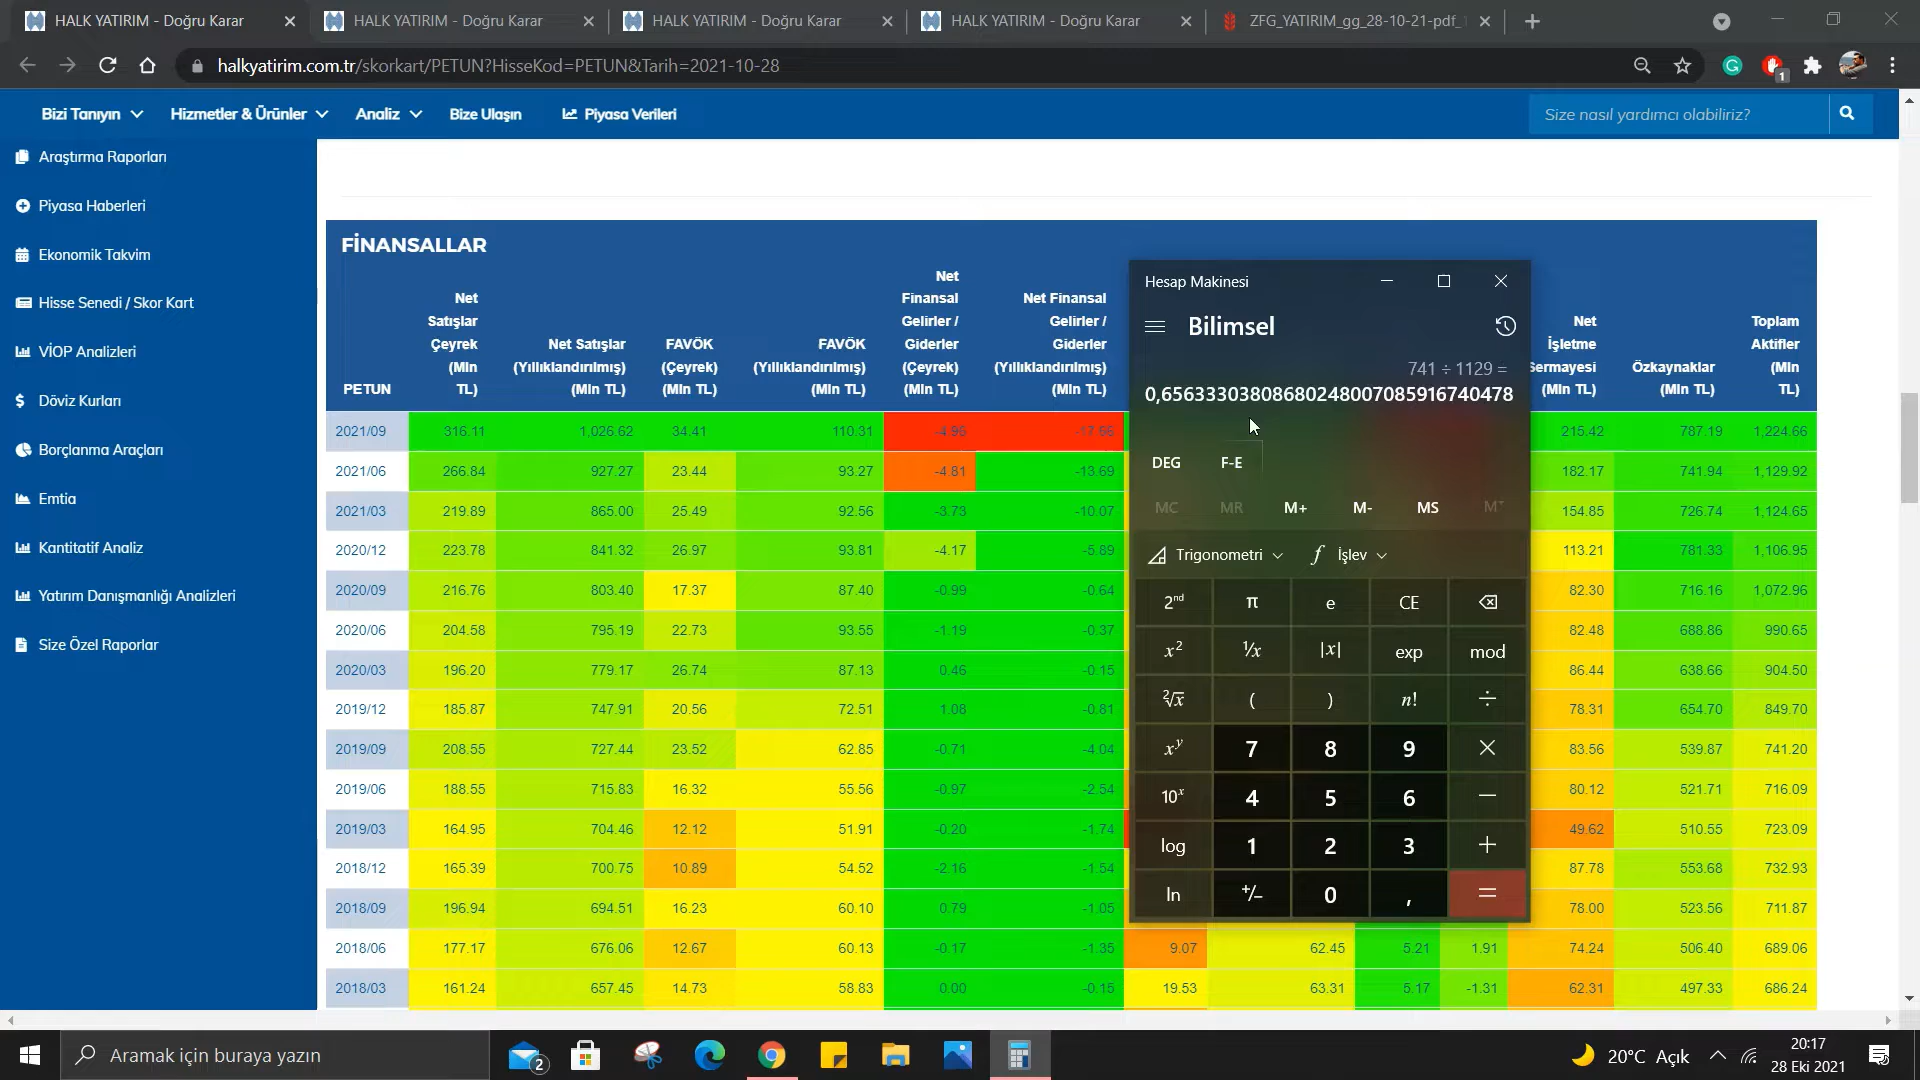 HALK YATIRIM - Doğru Karar
HALK YATIRIM - Doğru Karar
HALK YATIRIM - Doğru Karar
HALK YATIRIM - Doğru Karar
ZFG_YATIRIM_gg_28-10-21-pdf_
halkyatirim.com.tr/skorkart/PETUN?HisseKod=PETUN&Tarih=2021-10-28
1
Bizi Tanıyın Hizmetler & Ürünler Analiz Bize Ulaşın Piyasa Verileri
Size nasıl yardımcı olabiliriz?
Araştırma Raporları
Piyasa Haberleri
Ekonomik Takvim
Hisse Senedi / Skor Kart
VİOP Analizleri
Döviz Kurları
Borçlanma Araçları
Emtia
Kantitatif Analiz
Yatırım Danışmanlığı Analizleri
Size Özel Raporlar
FİNANSALLAR
PETUN
Net Satışlar Çeyrek (Mln TL)
Net Satışlar (Yıllıklandırılmış) (Mln TL)
FAVÖK (Çeyrek) (Mln TL)
FAVÖK (Yıllıklandırılmış) (Mln TL)
Net Finansal Gelirler / Giderler (Çeyrek) (Mln TL)
Net Finansal Gelirler / Giderler (Yıllıklandırılmış) (Mln TL)
Net İşletme Sermayesi (Mln TL)
Özkaynaklar (Mln TL)
Toplam Aktifler (Mln TL)
2021/09 316.11 1,026.62 34.41 110.31 -4.96 -17.66 215.42 787.19 1,224.66
2021/06 266.84 927.27 23.44 93.27 -4.81 -13.69 182.17 741.94 1,129.92
2021/03 219.89 865.00 25.49 92.56 -3.73 -10.07 154.85 726.74 1,124.65
2020/12 223.78 841.32 26.97 93.81 -4.17 -5.89 113.21 781.33 1,106.95
2020/09 216.76 803.40 17.37 87.40 -0.99 -0.64 82.30 716.16 1,072.96
2020/06 204.58 795.19 22.73 93.55 -1.19 -0.37 82.48 688.86 990.65
2020/03 196.20 779.17 26.74 87.13 0.46 -0.15 86.44 638.66 904.50
2019/12 185.87 747.91 20.56 72.51 1.08 -0.81 78.31 654.70 849.70
2019/09 208.55 727.44 23.52 62.85 -0.71 -4.04 83.56 539.87 741.20
2019/06 188.55 715.83 16.32 55.56 -0.97 -2.54 80.12 521.71 716.09
2019/03 164.95 704.46 12.12 51.91 -0.20 -1.74 49.62 510.55 723.09
2018/12 165.39 700.75 10.89 54.52 -2.16 -1.54 87.78 553.68 732.93
2018/09 196.94 694.51 16.23 60.10 0.79 -1.05 78.00 523.56 711.87
2018/06 177.17 676.06 12.67 60.13 -0.17 -1.35 9.07 62.45 5.21 1.91 74.24 506.40 689.06
2018/03 161.24 657.45 14.73 58.83 0.00 -0.15 19.53 63.31 5.17 -1.31 62.31 497.33 686.24
Hesap Makinesi
Bilimsel
741 ÷ 1129 =
0,65633303808680248007085916740478
DEG F-E
MC MR M+ M- MS M˅
Trigonometri f İşlev
2nd π e CE
x² ¹⁄x |x| exp mod
²√x ( ) n! ÷
xʸ 7 8 9 ×
10ˣ 4 5 6 −
log 1 2 3 +
ln +/− 0 , =
Aramak için buraya yazın
2
20°C Açık
20:17
28 Eki 2021